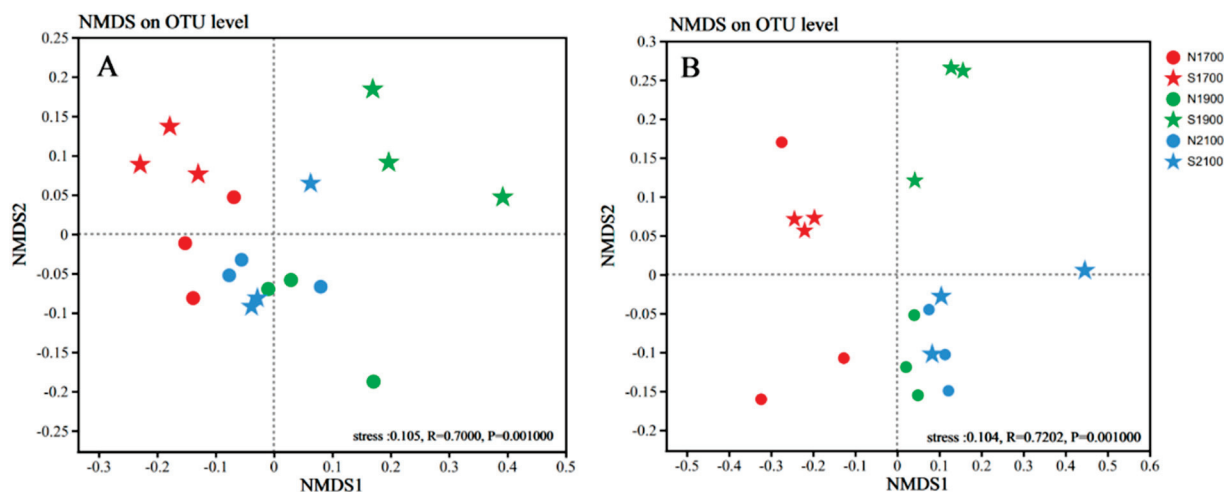 NMDS on OTU level
A
0.25
0.2
0.15
0.1
0.05
0
-0.05
-0.1
-0.15
-0.2
-0.25
NMDS2
-0.3 -0.2 -0.1 0 0.1 0.2 0.3 0.4 0.5
NMDS1
stress :0.105, R=0.7000, P=0.001000
NMDS on OTU level
B
0.3
0.25
0.2
0.15
0.1
0.05
0
-0.05
-0.1
-0.15
-0.2
NMDS2
-0.5 -0.4 -0.3 -0.2 -0.1 0 0.1 0.2 0.3 0.4 0.5 0.6
NMDS1
stress :0.104, R=0.7202, P=0.001000
N1700
S1700
N1900
S1900
N2100
S2100